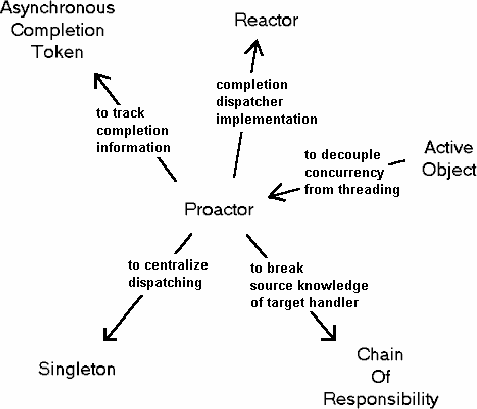 Asynchronous
Completion
Token
Reactor
to track
completion
information
completion
dispatcher
implementation
to decouple
concurrency
from threading
Active
Object
Proactor
to centralize
dispatching
to break
source knowledge
of target handler
Singleton
Chain
Of
Responsibility